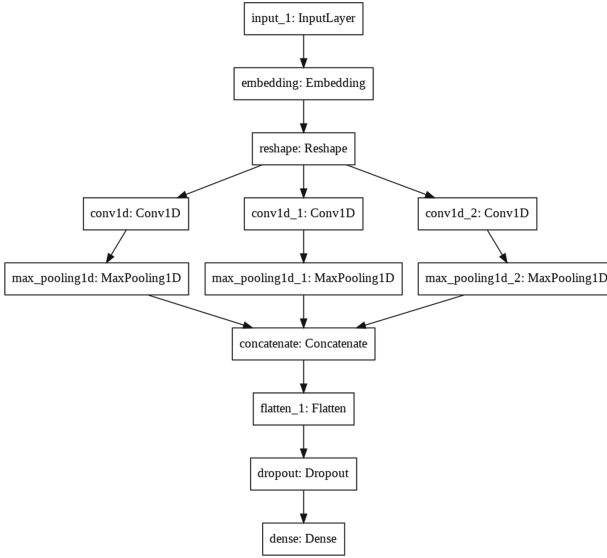 input_1: InputLayer
embedding: Embedding
reshape: Reshape
conv1d: Conv1D
conv1d_1: Conv1D
conv1d_2: Conv1D
max_pooling1d: MaxPooling1D
max_pooling1d_1: MaxPooling1D
max_pooling1d_2: MaxPooling1D
concatenate: Concatenate
flatten_1: Flatten
dropout: Dropout
dense: Dense